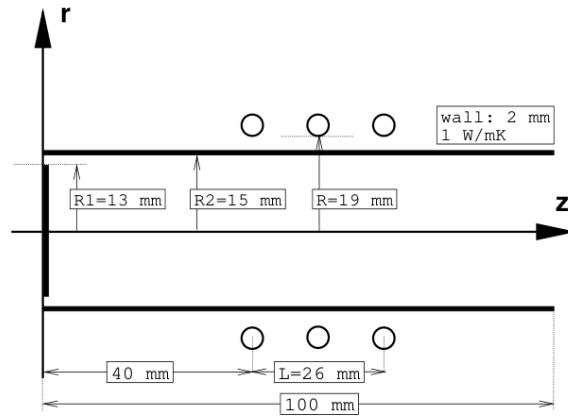 r
wall: 2 mm
1 W/mK
R1=13 mm
R2=15 mm
R=19 mm
z
40 mm
L=26 mm
100 mm